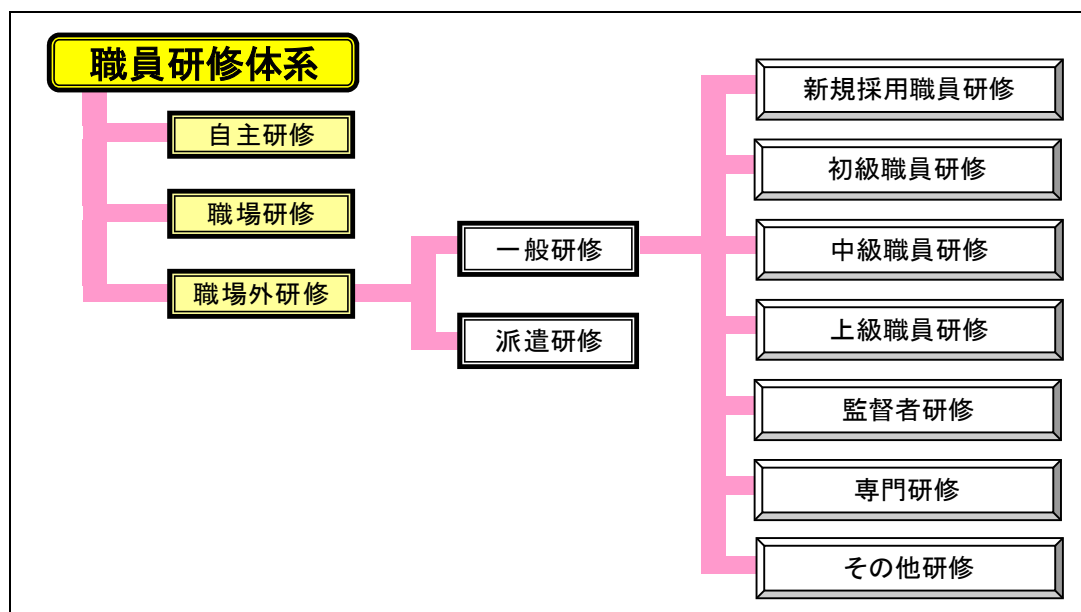 職員研修体系
自主研修
職場研修
職場外研修
一般研修
派遣研修
新規採用職員研修
初級職員研修
中級職員研修
上級職員研修
監督者研修
専門研修
その他研修